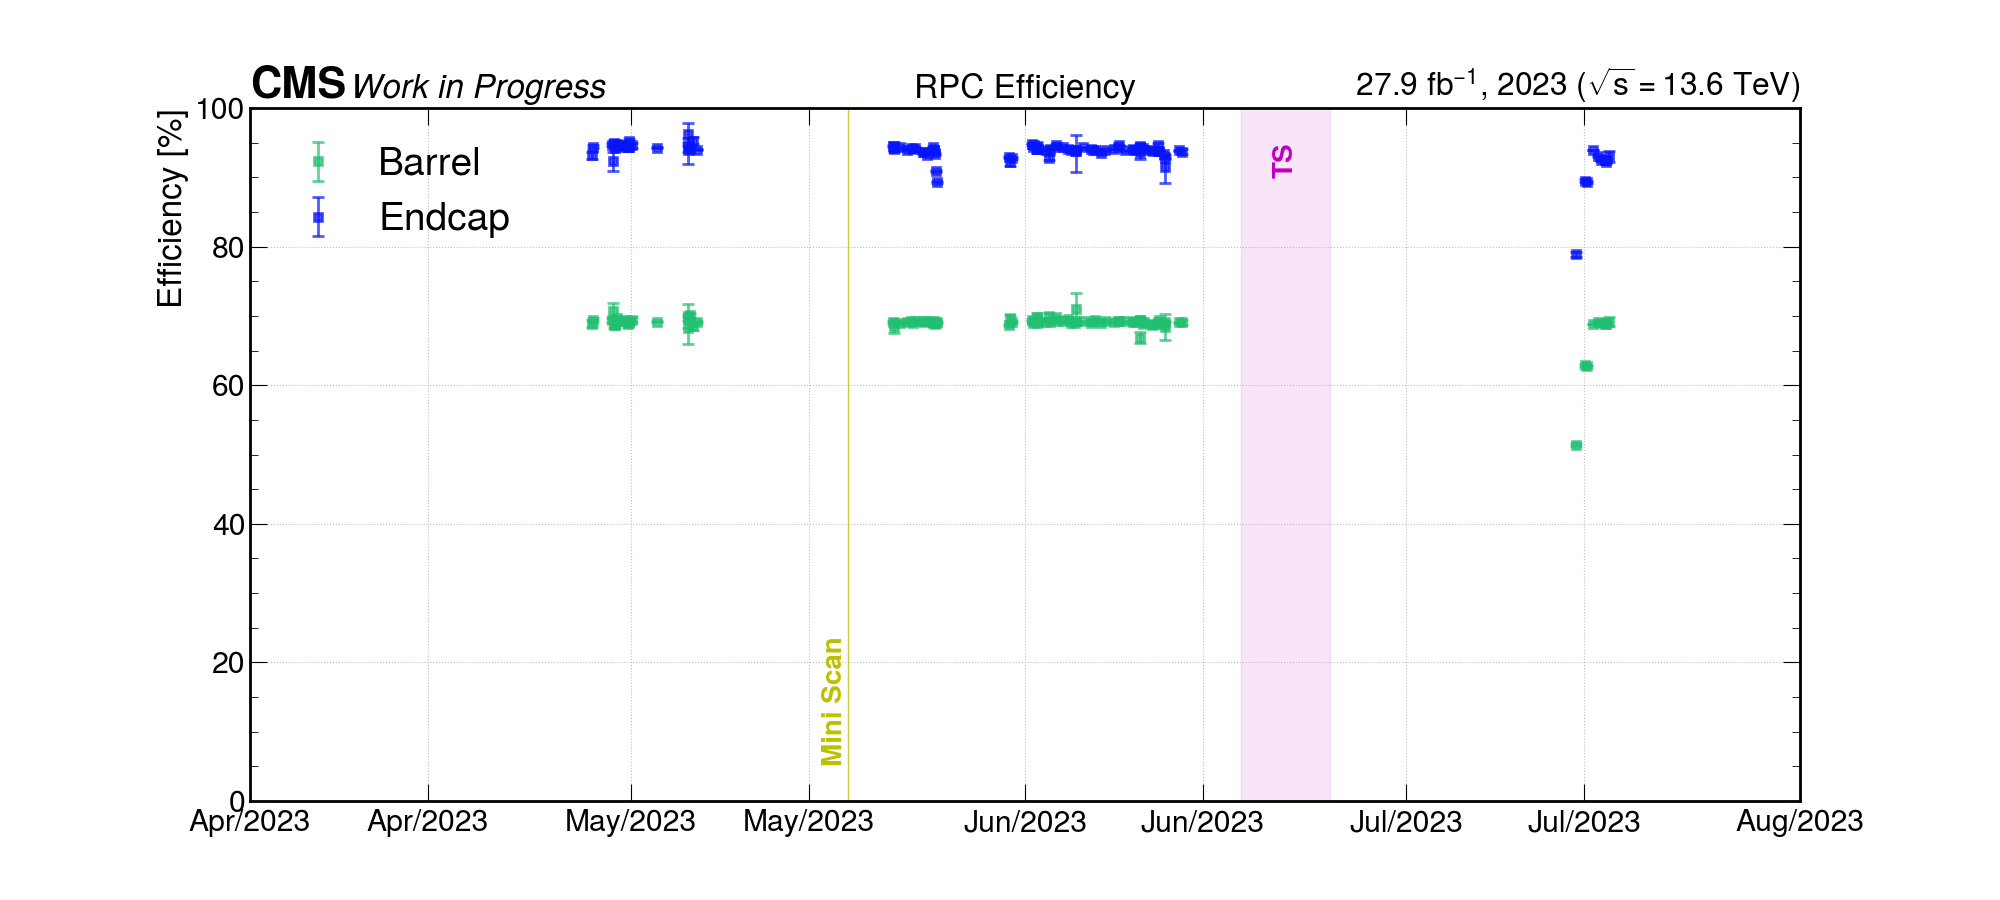 CMS Work in Progress RPC Efficiency 27.9 fb⁻¹, 2023 (√s = 13.6 TeV)
Efficiency [%]
100
80
60
40
20
0
Barrel
Endcap
Mini Scan
TS
Apr/2023 Apr/2023 May/2023 May/2023 Jun/2023 Jun/2023 Jul/2023 Jul/2023 Aug/2023